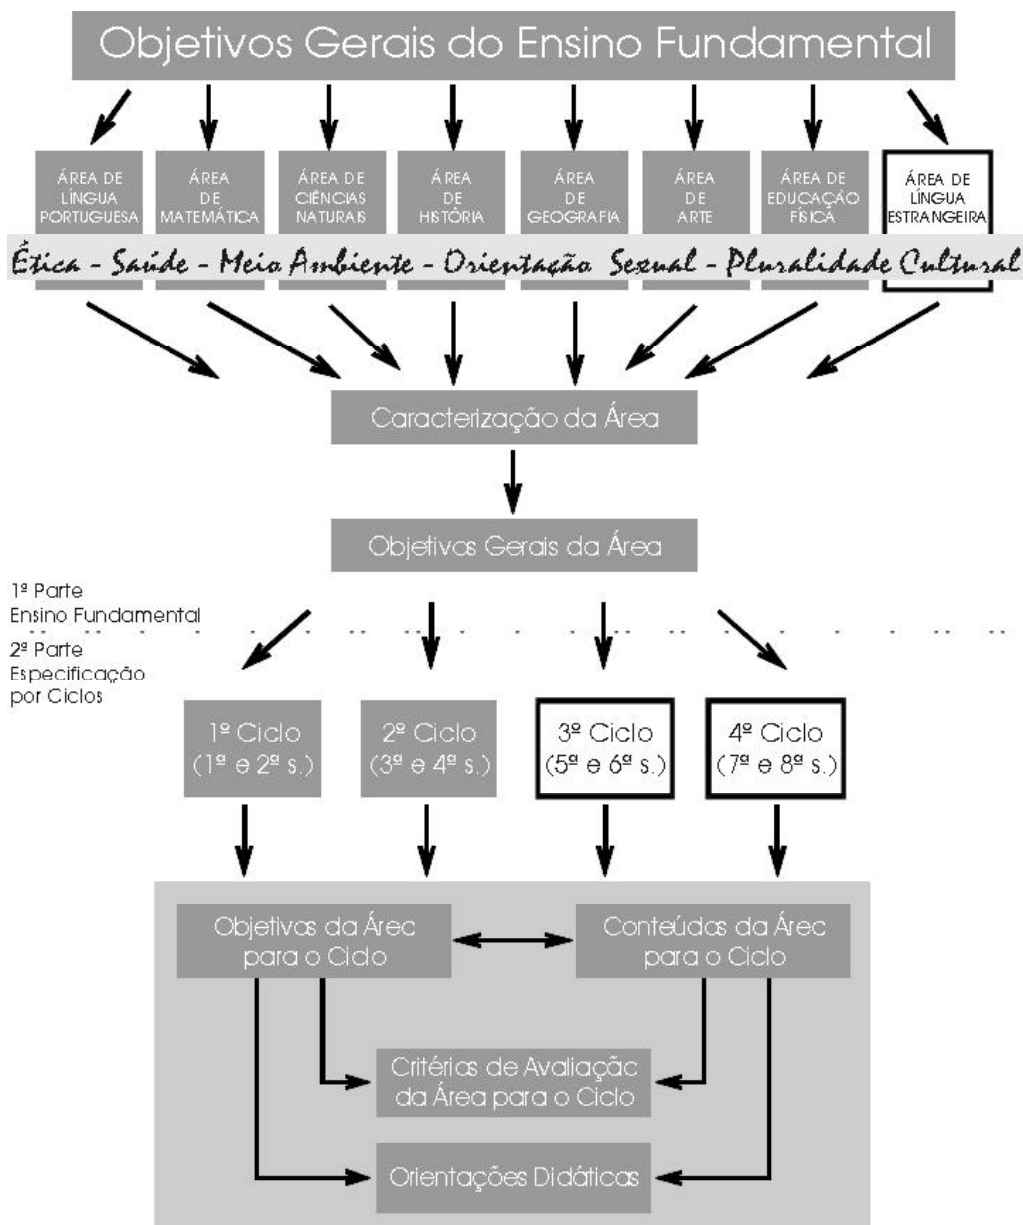 Objetivos Gerais do Ensino Fundamental
ÁREA DE
LÍNGUA
PORTUGUESA
ÁREA
DE
MATEMÁTICA
ÁREA DE
CIÊNCIAS
NATURAIS
ÁREA
DE
HISTÓRIA
ÁREA
DE
GEOGRAFIA
ÁREA
DE
ARTE
ÁREA DE
EDUCAÇÃO
FÍSICA
ÁREA DE
LÍNGUA
ESTRANGEIRA
Ética - Saúde - Meio Ambiente - Orientação Sexual - Pluralidade Cultural
Caracterização da Área
Objetivos Gerais da Área
1ª Parte
Ensino Fundamental
2ª Parte
Especificação
por Ciclos
1º Ciclo
(1ª e 2ª s.)
2º Ciclo
(3ª e 4ª s.)
3º Ciclo
(5ª e 6ª s.)
4º Ciclo
(7ª e 8ª s.)
Objetivos da Área
para o Ciclo
Conteúdos da Área
para o Ciclo
Critérios de Avaliação
da Área para o Ciclo
Orientações Didáticas